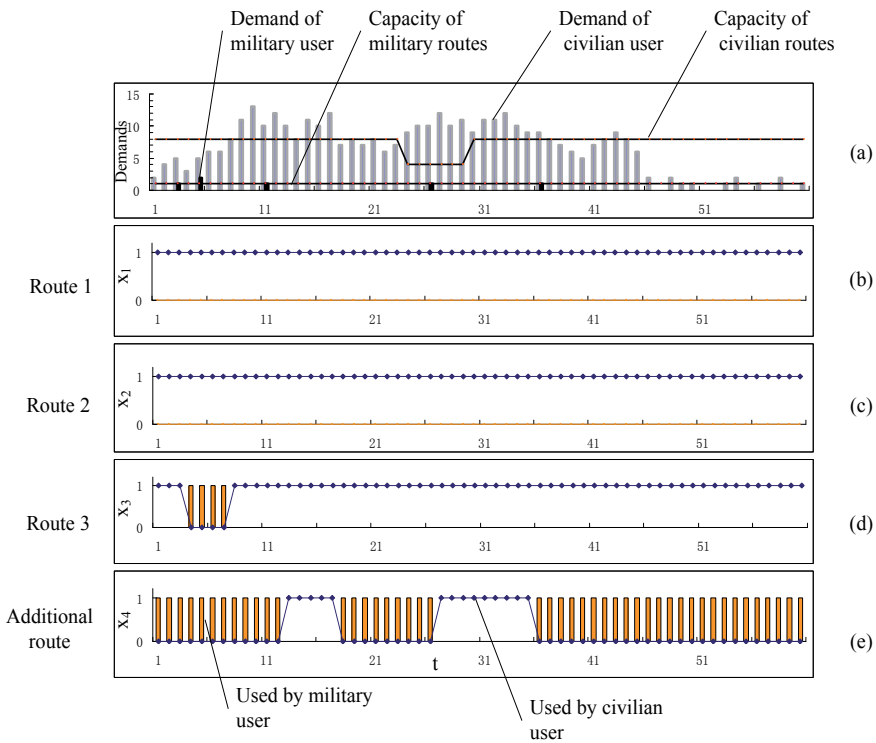 Demand of
military user
Capacity of
military routes
Demand of
civilian user
Capacity of
civilian routes
Demands
15
10
5
0
1 11 21 31 41 51
(a)
Route 1
x1
1
0
1 11 21 31 41 51
(b)
Route 2
x2
1
0
1 11 21 31 41 51
(c)
Route 3
x3
1
0
1 11 21 31 41 51
(d)
Additional
route
x4
1
0
1 11 21 31 41 51
t
(e)
Used by military
user
Used by civilian
user